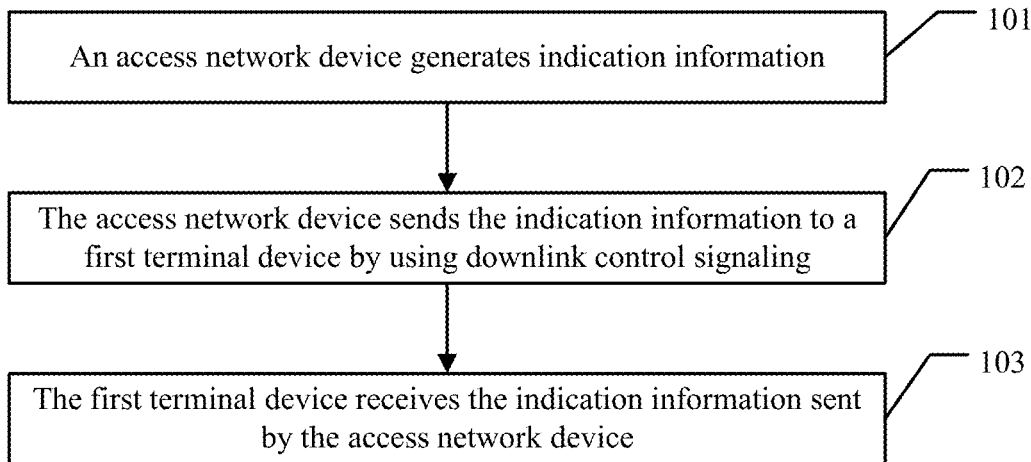 101
An access network device generates indication information
102
The access network device sends the indication information to a
first terminal device by using downlink control signaling
103
The first terminal device receives the indication information sent
by the access network device